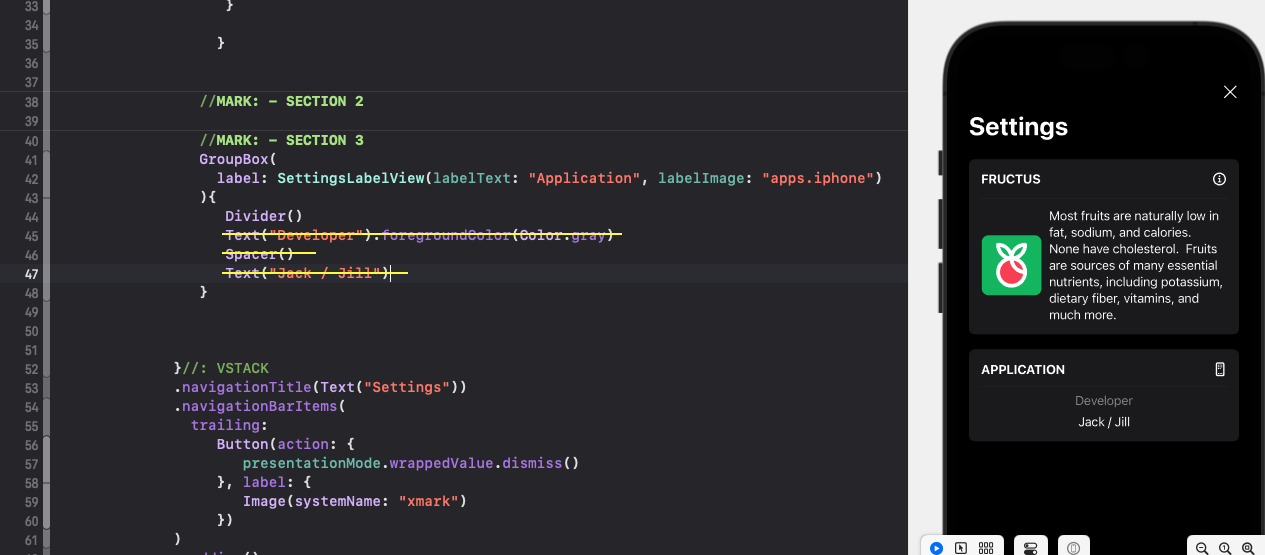 33 }
34
35 }
36
37
38 //MARK: - SECTION 2
39
40 //MARK: - SECTION 3
41 GroupBox(
42 label: SettingsLabelView(labelText: "Application", labelImage: "apps.iphone")
43 ){
44 Divider()
45 Text("Developer").foregroundColor(Color.gray)
46 Spacer()
47 Text("Jack / Jill")
48 }
49
50
51
52 }//: VSTACK
53 .navigationTitle(Text("Settings"))
54 .navigationBarItems(
55 trailing:
56 Button(action: {
57 presentationMode.wrappedValue.dismiss()
58 }, label: {
59 Image(systemName: "xmark")
60 })
61 )
Settings
FRUCTUS
Most fruits are naturally low in
fat, sodium, and calories.
None have cholesterol. Fruits
are sources of many essential
nutrients, including potassium,
dietary fiber, vitamins, and
much more.
APPLICATION
Developer
Jack / Jill